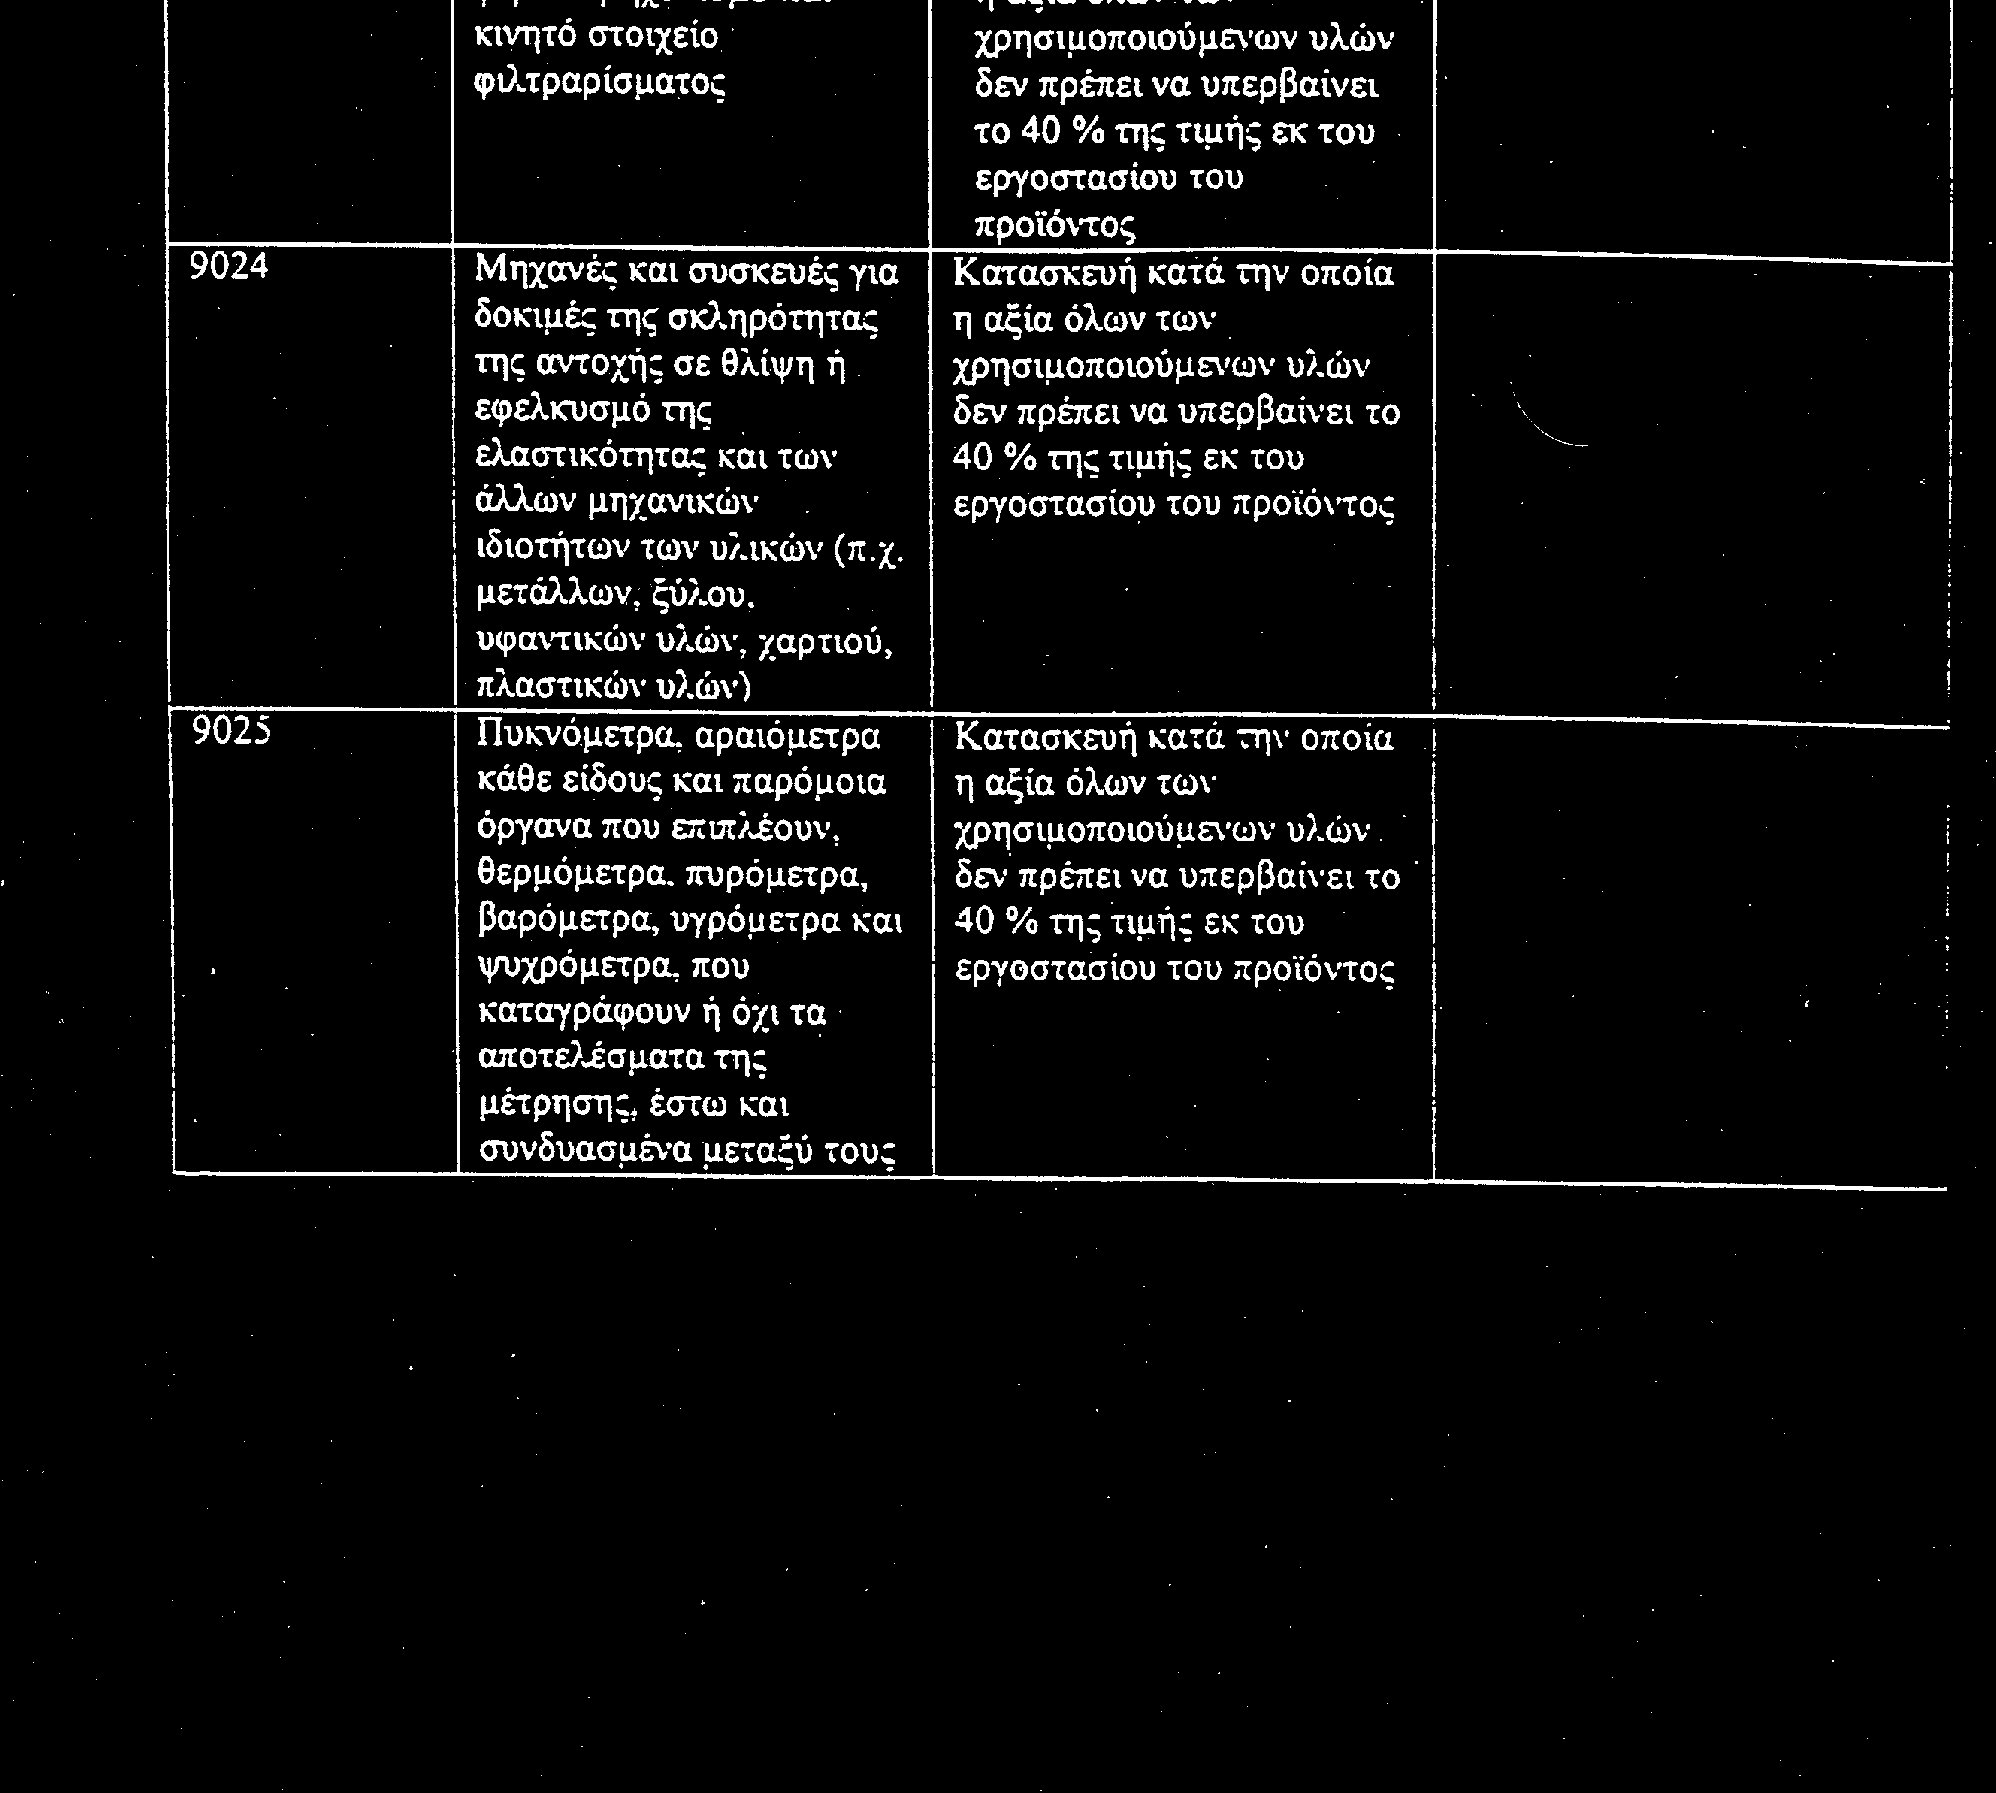 κινητό στοιχείο
φιλτραρίσματος
χρησιμοποιούμενων υλών
δεν πρέπει να υπερβαίνει
το 40 % της τιμής εκ του
εργοστασίου του
προϊόντος
9024
Μηχανές και συσκευές για
δοκιμές της σκληρότητας
της αντοχής σε θλίψη ή
εφελκυσμό της
ελαστικότητας και των
άλλων μηχανικών
ιδιοτήτων των υλικών (π.χ.
μετάλλων, ξύλου,
υφαντικών υλών, χαρτιού,
πλαστικών υλών)
Κατασκευή κατά την οποία
η αξία όλων των
χρησιμοποιούμενων υλών
δεν πρέπει να υπερβαίνει το
40 % της τιμής εκ του
εργοστασίου του προϊόντος
9025
Πυκνόμετρα, αραιόμετρα
κάθε είδους και παρόμοια
όργανα που επιπλέουν,
θερμόμετρα, πυρόμετρα,
βαρόμετρα, υγρόμετρα και
ψυχρόμετρα, που
καταγράφουν ή όχι τα
αποτελέσματα της
μέτρησης, έστω και
συνδυασμένα μεταξύ τους
Κατασκευή κατά την οποία
η αξία όλων των
χρησιμοποιούμενων υλών
δεν πρέπει να υπερβαίνει το
40 % της τιμής εκ του
εργοστασίου του προϊόντος